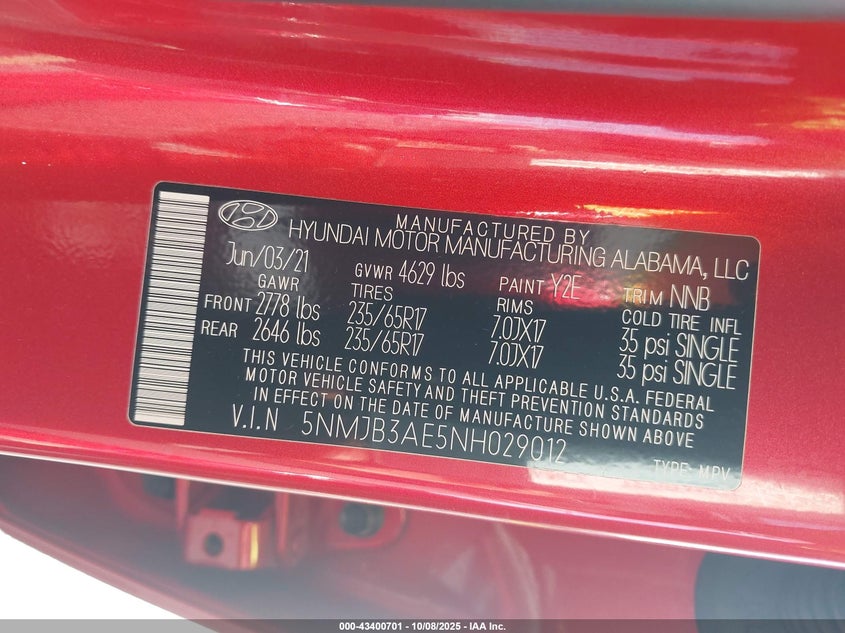 MANUFACTURED BY
HYUNDAI MOTOR MANUFACTURING ALABAMA, LLC
Jun/03/21 GVWR 4629 lbs PAINT Y2E TRIM NNB
GAWR TIRES RIMS COLD TIRE INFL
FRONT 2778 lbs 235/65R17 7.0JX17 35 psi SINGLE
REAR 2646 lbs 235/65R17 7.0JX17 35 psi SINGLE
THIS VEHICLE CONFORMS TO ALL APPLICABLE U.S.A. FEDERAL
MOTOR VEHICLE SAFETY AND THEFT PREVENTION STANDARDS
IN EFFECT ON THE DATE OF MANUFACTURE SHOWN ABOVE
V.I.N 5NMJB3AE5NH029012
TYPE: MPV
000-43400701 - 10/08/2025 - IAA Inc.